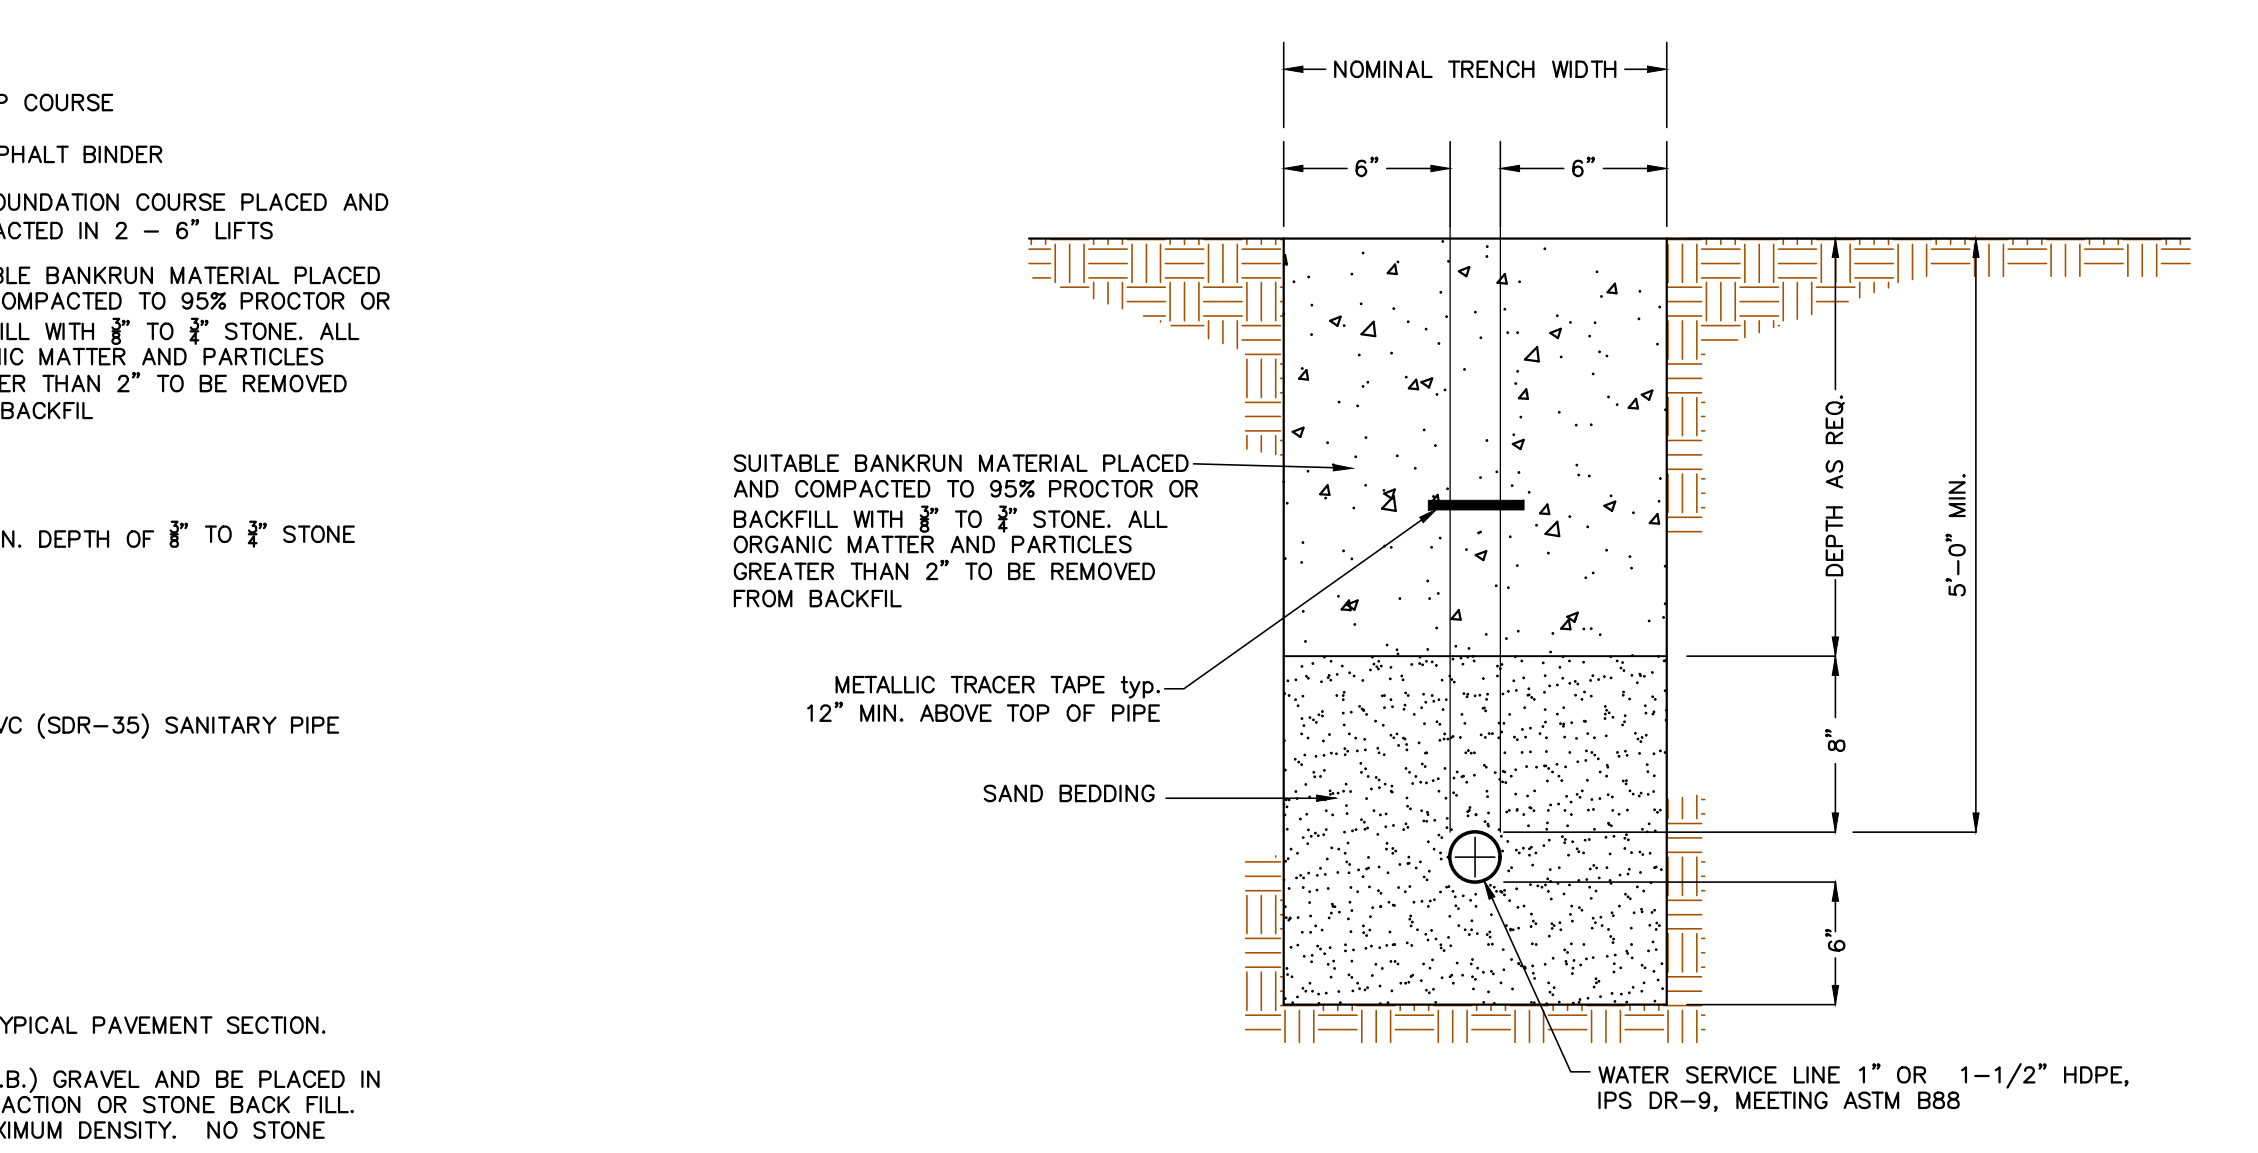 P COURSE
PHALT BINDER
OUNDATION COURSE PLACED AND
ACTED IN 2 – 6" LIFTS
BLE BANKRUN MATERIAL PLACED
OMPACTED TO 95% PROCTOR OR
ILL WITH 3/8" TO 3/4" STONE. ALL
IC MATTER AND PARTICLES
ER THAN 2" TO BE REMOVED
BACKFIL
N. DEPTH OF 3/8" TO 3/4" STONE
VC (SDR–35) SANITARY PIPE
YPICAL PAVEMENT SECTION.
.B.) GRAVEL AND BE PLACED IN
ACTION OR STONE BACK FILL.
XIMUM DENSITY. NO STONE
NOMINAL TRENCH WIDTH
6"
6"
SUITABLE BANKRUN MATERIAL PLACED
AND COMPACTED TO 95% PROCTOR OR
BACKFILL WITH 3/8" TO 3/4" STONE. ALL
ORGANIC MATTER AND PARTICLES
GREATER THAN 2" TO BE REMOVED
FROM BACKFIL
METALLIC TRACER TAPE typ.
12" MIN. ABOVE TOP OF PIPE
SAND BEDDING
DEPTH AS REQ.
5'–0" MIN.
8"
6"
WATER SERVICE LINE 1" OR 1–1/2" HDPE,
IPS DR–9, MEETING ASTM B88